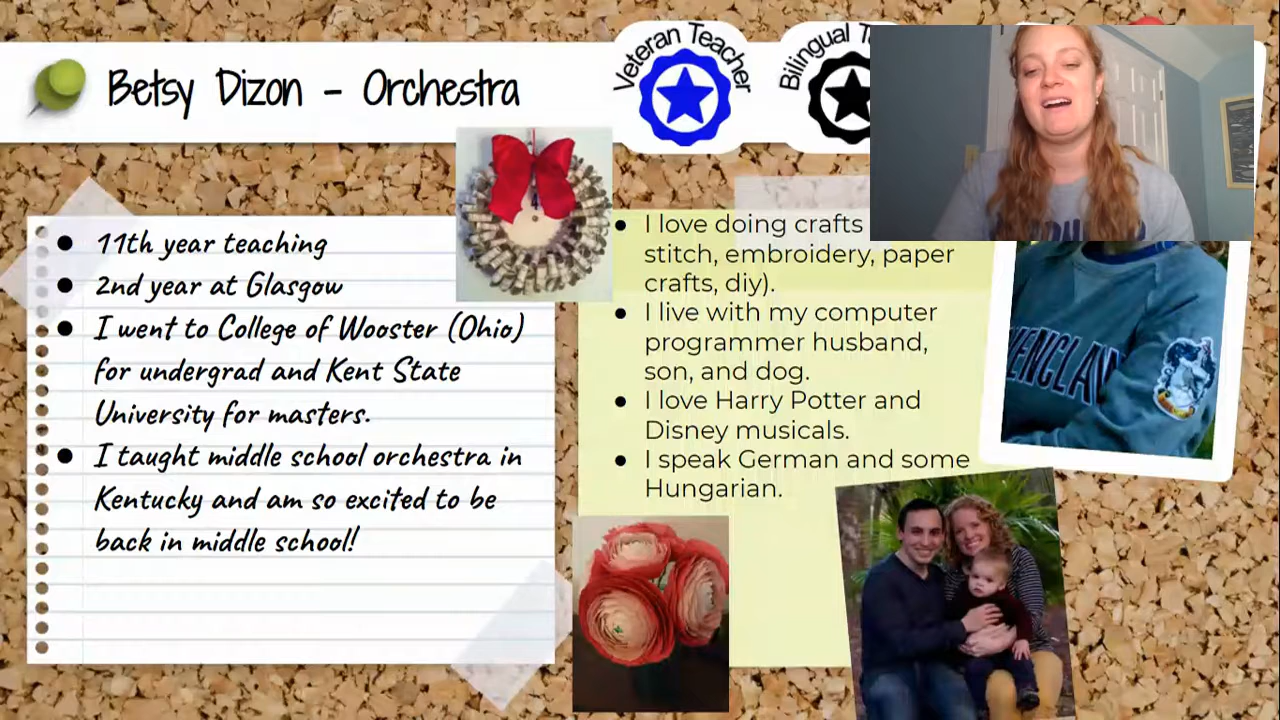 Betsy Dizon - Orchestra
Veteran Teacher
Bilingual
11th year teaching
2nd year at Glasgow
I went to College of Wooster (Ohio)
for undergrad and Kent State
University for masters.
I taught middle school orchestra in
Kentucky and am so excited to be
back in middle school!
I love doing crafts
stitch, embroidery, paper
crafts, diy).
I live with my computer
programmer husband,
son, and dog.
I love Harry Potter and
Disney musicals.
I speak German and some
Hungarian.